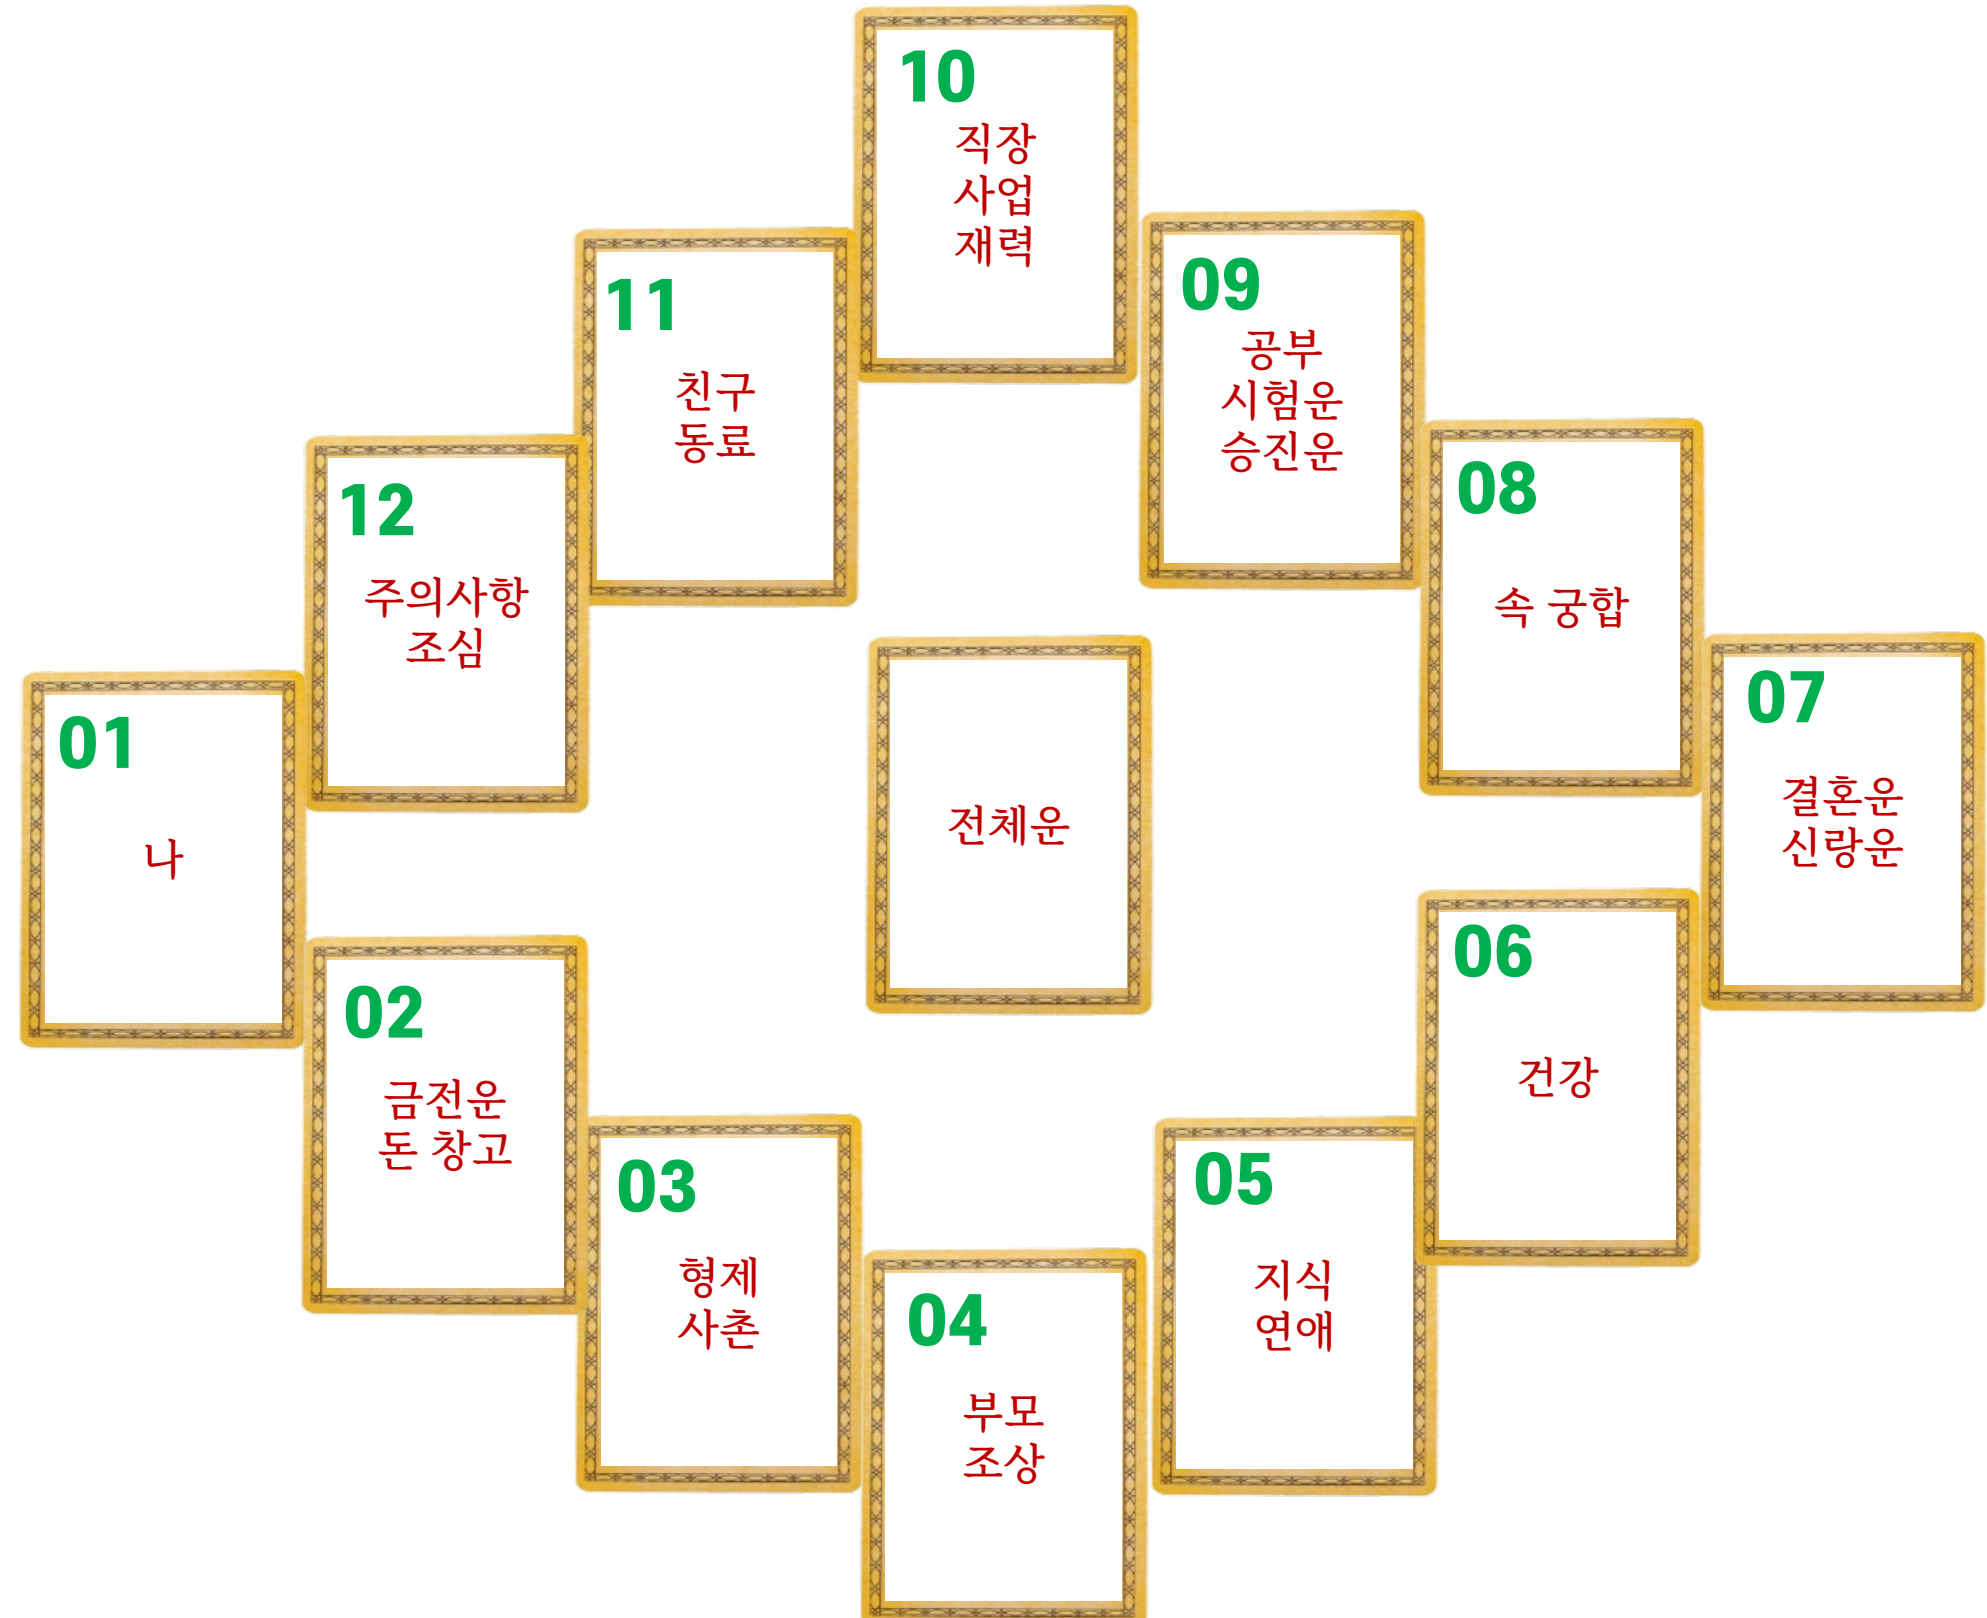 10
직장
사업
재력
11
친구
동료
09
공부
시험운
승진운
12
주의사항
조심
08
속 궁합
01
나
전체운
07
결혼운
신랑운
02
금전운
돈 창고
06
건강
03
형제
사촌
05
지식
연애
04
부모
조상